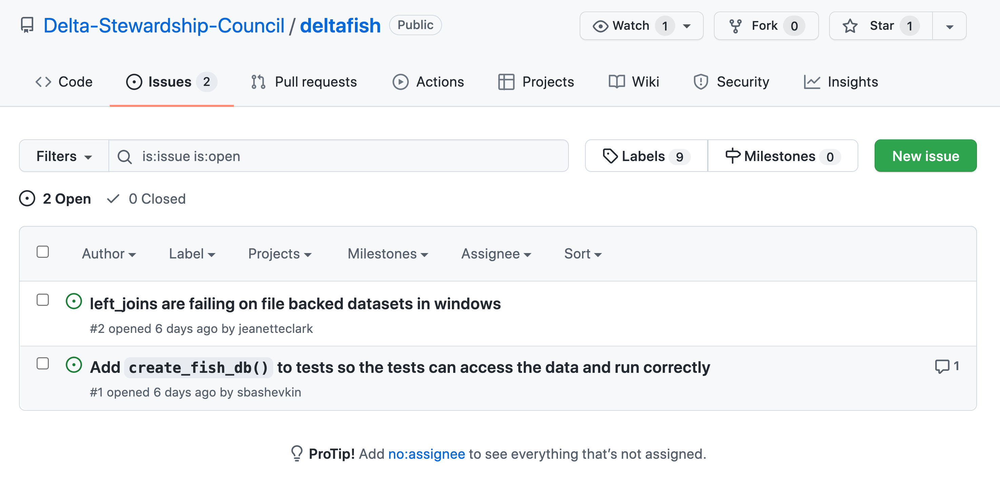 Delta-Stewardship-Council / deltafish Public Watch 1 Fork 0 Star 1
Code Issues 2 Pull requests Actions Projects Wiki Security Insights
Filters is:issue is:open Labels 9 Milestones 0 New issue
2 Open 0 Closed
Author Label Projects Milestones Assignee Sort
left_joins are failing on file backed datasets in windows
#2 opened 6 days ago by jeanetteclark
Add create_fish_db() to tests so the tests can access the data and run correctly 1
#1 opened 6 days ago by sbashevkin
ProTip! Add no:assignee to see everything that’s not assigned.